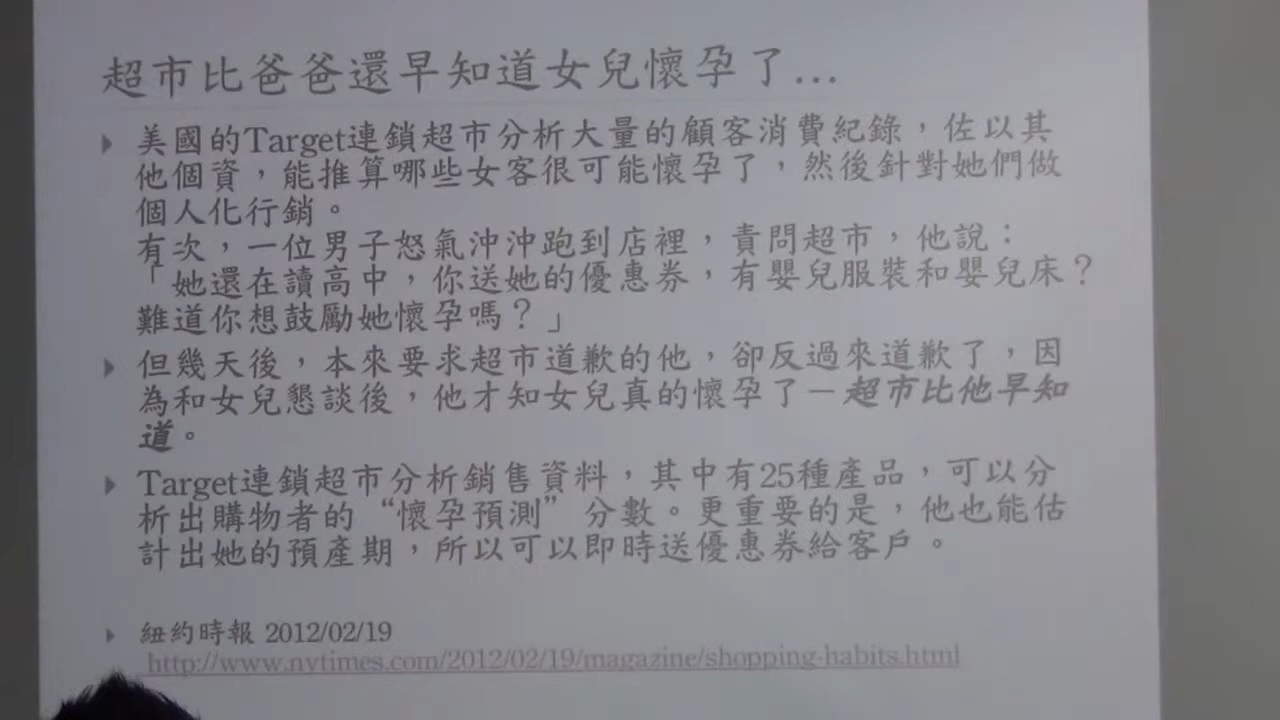 超市比爸爸還早知道女兒懷孕了...
美國的Target連鎖超市分析大量的顧客消費紀錄，佐以其
他個資，能推算哪些女客很可能懷孕了，然後針對她們做
個人化行銷。
有次，一位男子怒氣沖沖跑到店裡，責問超市，他說：
「她還在讀高中，你送她的優惠券，有嬰兒服裝和嬰兒床？
難道你想鼓勵她懷孕嗎？」
但幾天後，本來要求超市道歉的他，卻反過來道歉了，因
為和女兒懇談後，他才知女兒真的懷孕了－超市比他早知
道。
Target連鎖超市分析銷售資料，其中有25種產品，可以分
析出購物者的“懷孕預測”分數。更重要的是，他也能估
計出她的預產期，所以可以即時送優惠券給客戶。
紐約時報 2012/02/19
http://www.nytimes.com/2012/02/19/magazine/shopping-habits.html